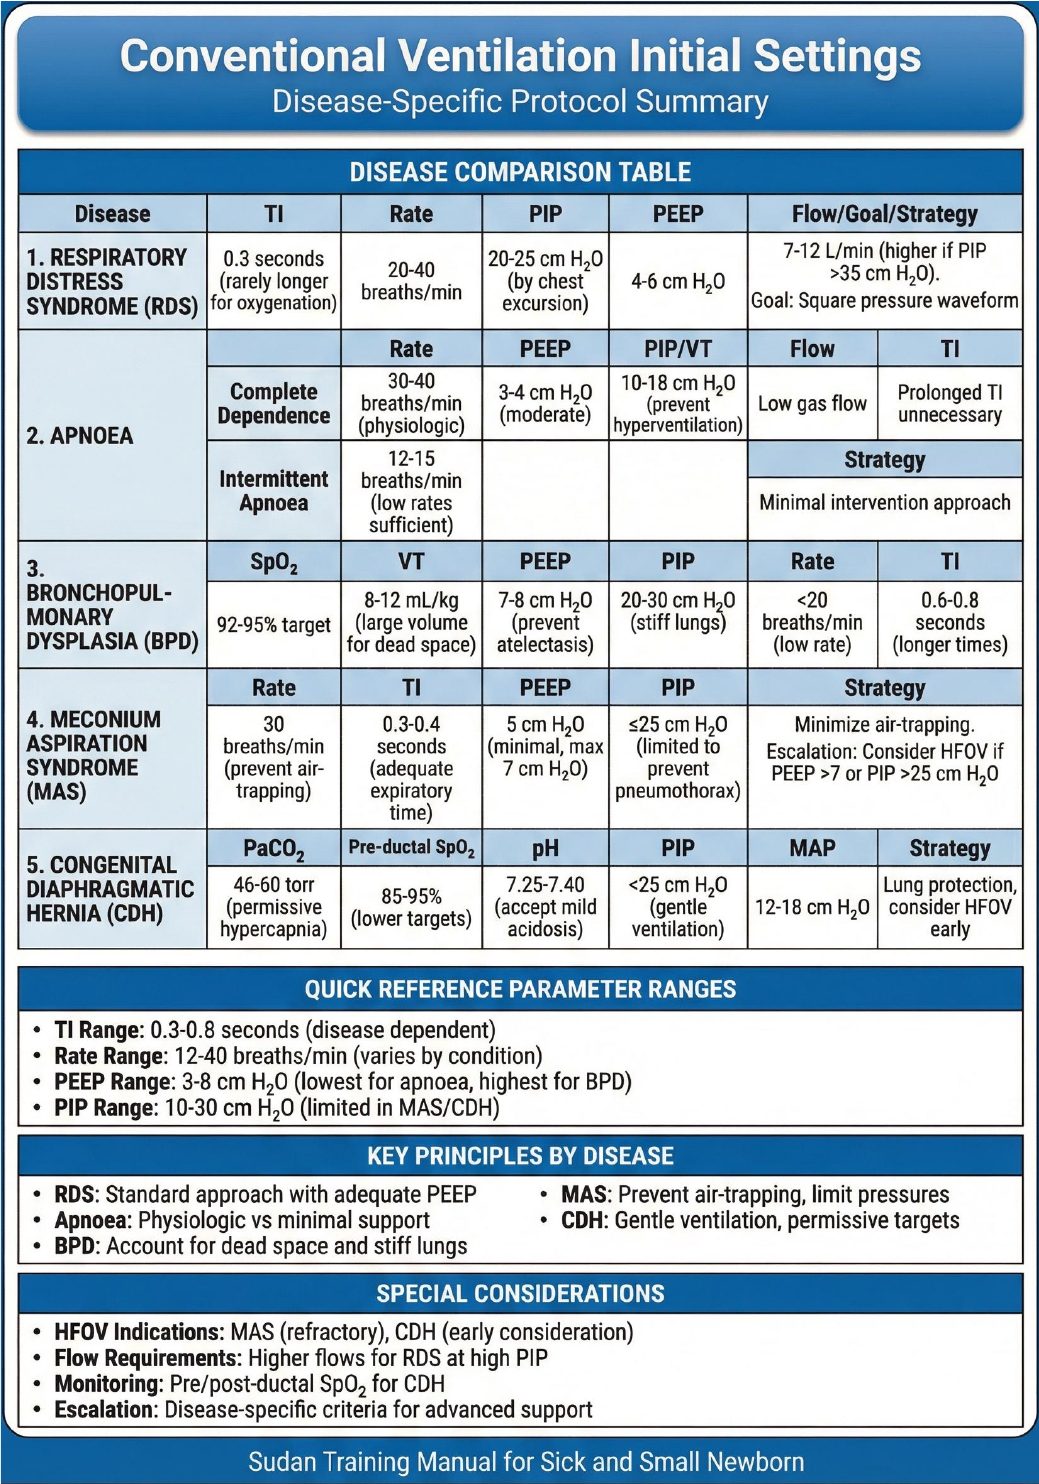 Conventional Ventilation Initial Settings
Disease-Specific Protocol Summary
DISEASE COMPARISON TABLE
Disease TI Rate PIP PEEP Flow/Goal/Strategy
1. RESPIRATORY
DISTRESS
SYNDROME (RDS)
0.3 seconds
(rarely longer
for oxygenation)
20-40
breaths/min
20-25 cm H₂O
(by chest
excursion)
4-6 cm H₂O
7-12 L/min (higher if PIP
>35 cm H₂O).
Goal: Square pressure waveform
2. APNOEA
Rate PEEP PIP/VT Flow TI
Complete
Dependence
30-40
breaths/min
(physiologic)
3-4 cm H₂O
(moderate)
10-18 cm H₂O
(prevent
hyperventilation)
Low gas flow
Prolonged TI
unnecessary
Intermittent
Apnoea
12-15
breaths/min
(low rates
sufficient)
Strategy
Minimal intervention approach
3.
BRONCHOPUL-
MONARY
DYSPLASIA (BPD)
SpO₂ VT PEEP PIP Rate TI
92-95% target
8-12 mL/kg
(large volume
for dead space)
7-8 cm H₂O
(prevent
atelectasis)
20-30 cm H₂O
(stiff lungs)
<20
breaths/min
(low rate)
0.6-0.8
seconds
(longer times)
4. MECONIUM
ASPIRATION
SYNDROME
(MAS)
Rate TI PEEP PIP Strategy
30
breaths/min
(prevent air-
trapping)
0.3-0.4
seconds
(adequate
expiratory
time)
5 cm H₂O
(minimal, max
7 cm H₂O)
≤25 cm H₂O
(limited to
prevent
pneumothorax)
Minimize air-trapping.
Escalation: Consider HFOV if
PEEP >7 or PIP >25 cm H₂O
5. CONGENITAL
DIAPHRAGMATIC
HERNIA (CDH)
PaCO₂ Pre-ductal SpO₂ pH PIP MAP Strategy
46-60 torr
(permissive
hypercapnia)
85-95%
(lower targets)
7.25-7.40
(accept mild
acidosis)
<25 cm H₂O
(gentle
ventilation)
12-18 cm H₂O
Lung protection,
consider HFOV
early
QUICK REFERENCE PARAMETER RANGES
• TI Range: 0.3-0.8 seconds (disease dependent)
• Rate Range: 12-40 breaths/min (varies by condition)
• PEEP Range: 3-8 cm H₂O (lowest for apnoea, highest for BPD)
• PIP Range: 10-30 cm H₂O (limited in MAS/CDH)
KEY PRINCIPLES BY DISEASE
• RDS: Standard approach with adequate PEEP
• Apnoea: Physiologic vs minimal support
• BPD: Account for dead space and stiff lungs
• MAS: Prevent air-trapping, limit pressures
• CDH: Gentle ventilation, permissive targets
SPECIAL CONSIDERATIONS
• HFOV Indications: MAS (refractory), CDH (early consideration)
• Flow Requirements: Higher flows for RDS at high PIP
• Monitoring: Pre/post-ductal SpO₂ for CDH
• Escalation: Disease-specific criteria for advanced support
Sudan Training Manual for Sick and Small Newborn